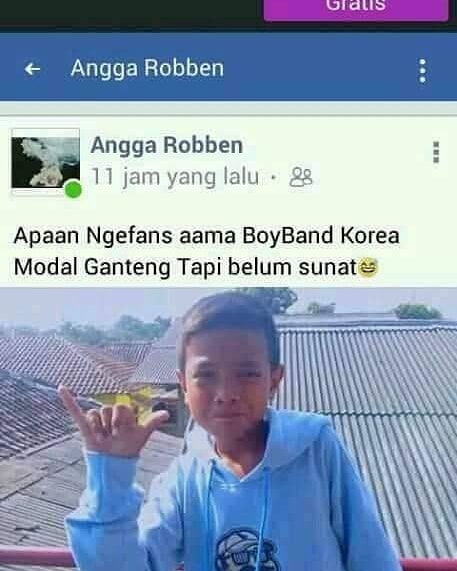 Gratis
Angga Robben
Angga Robben
11 jam yang lalu ·
Apaan Ngefans aama BoyBand Korea
Modal Ganteng Tapi belum sunat😅